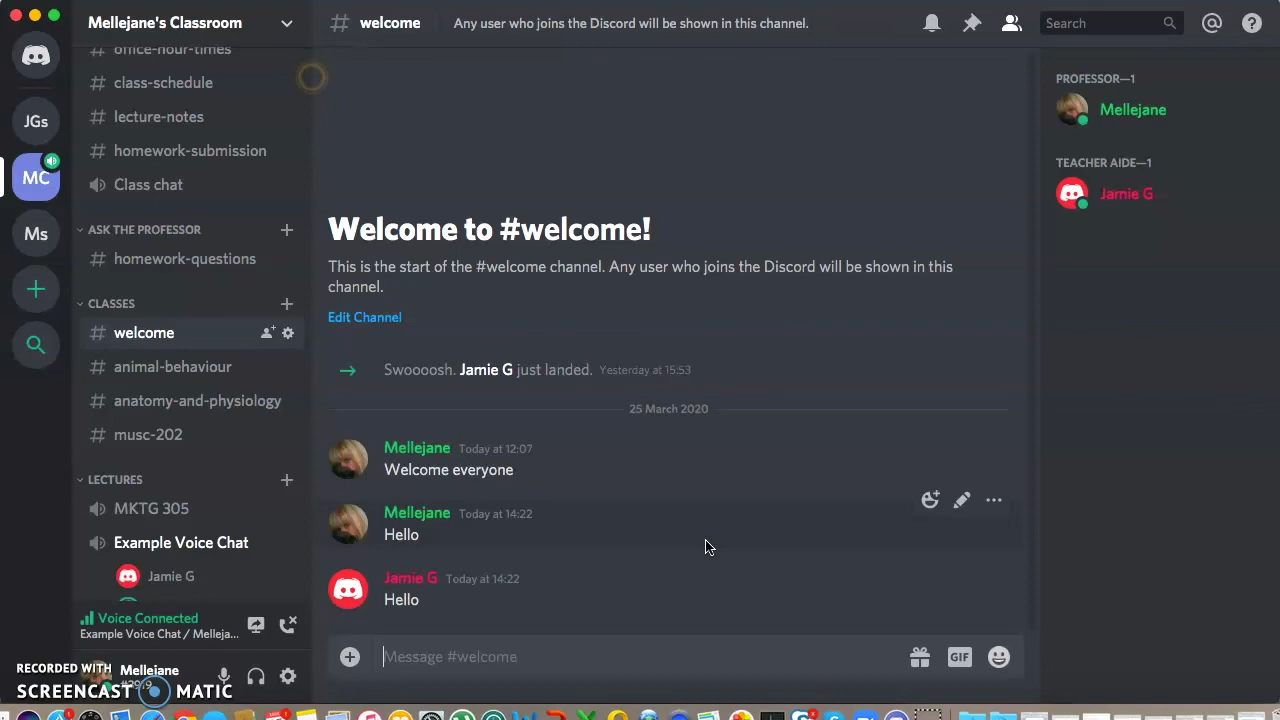 Mellejane's Classroom
# welcome
Any user who joins the Discord will be shown in this channel.
Search
# office-hour-times
# class-schedule
# lecture-notes
# homework-submission
Class chat
ASK THE PROFESSOR
# homework-questions
CLASSES
# welcome
# animal-behaviour
# anatomy-and-physiology
# musc-202
LECTURES
MKTG 305
Example Voice Chat
Jamie G
Voice Connected
Example Voice Chat / Melleja...
RECORDED WITH
SCREENCAST MATIC
Mellejane
JGs
MC
Ms
Welcome to #welcome!
This is the start of the #welcome channel. Any user who joins the Discord will be shown in this
channel.
Edit Channel
Swoooosh. Jamie G just landed. Yesterday at 15:53
25 March 2020
Mellejane Today at 12:07
Welcome everyone
Mellejane Today at 14:22
Hello
Jamie G Today at 14:22
Hello
Message #welcome
GIF
PROFESSOR—1
Mellejane
TEACHER AIDE—1
Jamie G